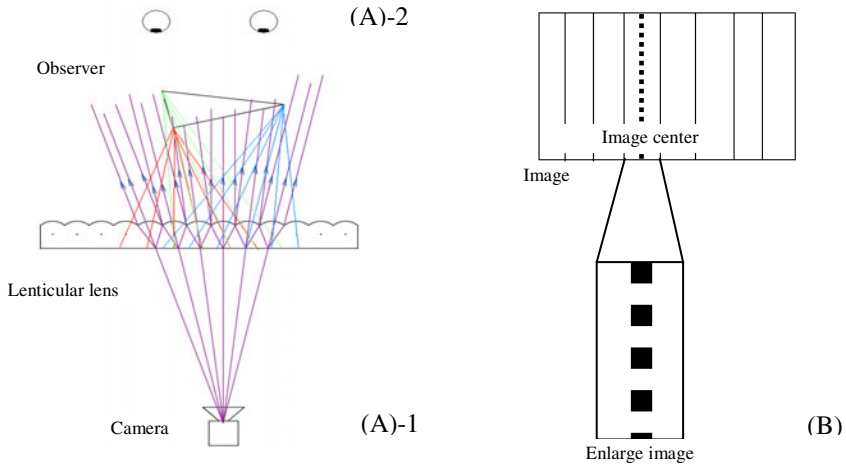 (A)-2
Observer
Lenticular lens
Camera
(A)-1
Image center
Image
Enlarge image
(B)